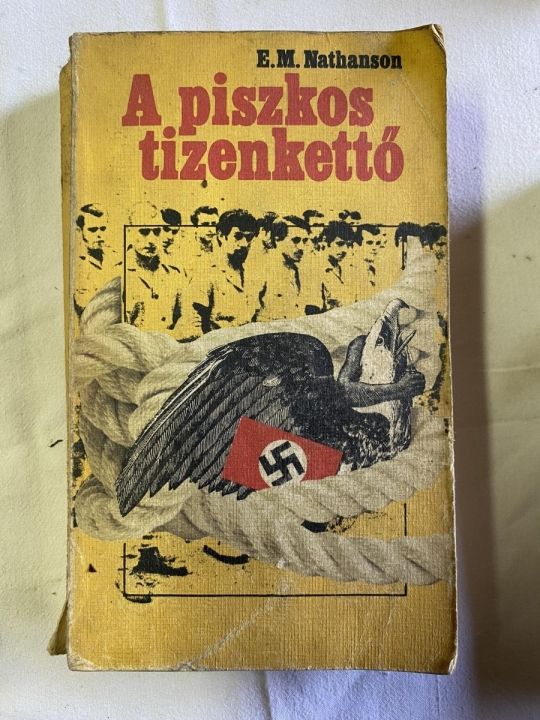 E.M. Nathanson
A piszkos
tizenkettő